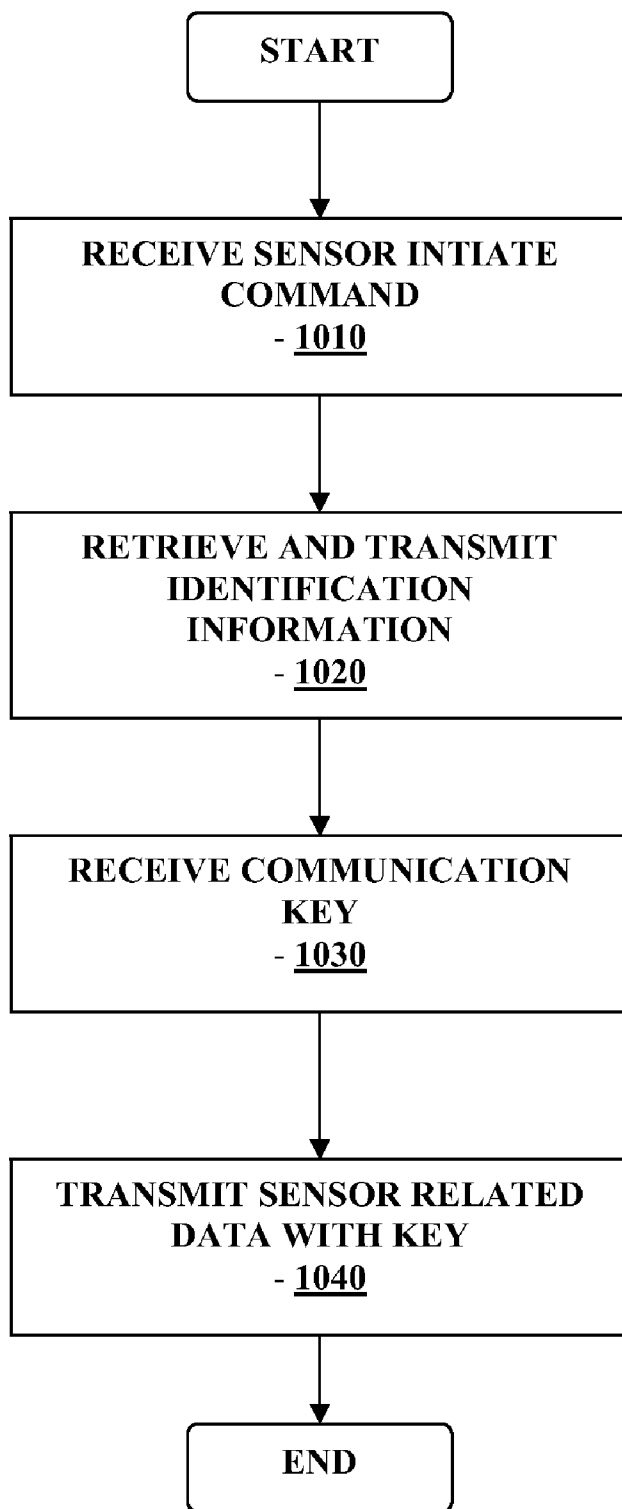 START
RECEIVE SENSOR INTIATE
COMMAND
- 1010
RETRIEVE AND TRANSMIT
IDENTIFICATION
INFORMATION
- 1020
RECEIVE COMMUNICATION
KEY
- 1030
TRANSMIT SENSOR RELATED
DATA WITH KEY
- 1040
END